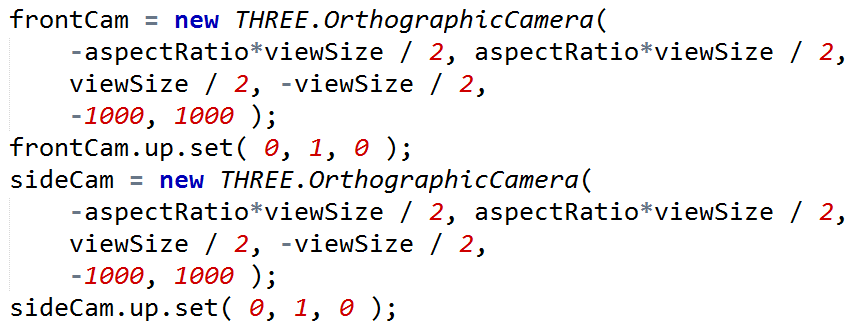 frontCam = new THREE.OrthographicCamera(
    -aspectRatio*viewSize / 2, aspectRatio*viewSize / 2,
    viewSize / 2, -viewSize / 2,
    -1000, 1000 );
frontCam.up.set( 0, 1, 0 );
sideCam = new THREE.OrthographicCamera(
    -aspectRatio*viewSize / 2, aspectRatio*viewSize / 2,
    viewSize / 2, -viewSize / 2,
    -1000, 1000 );
sideCam.up.set( 0, 1, 0 );